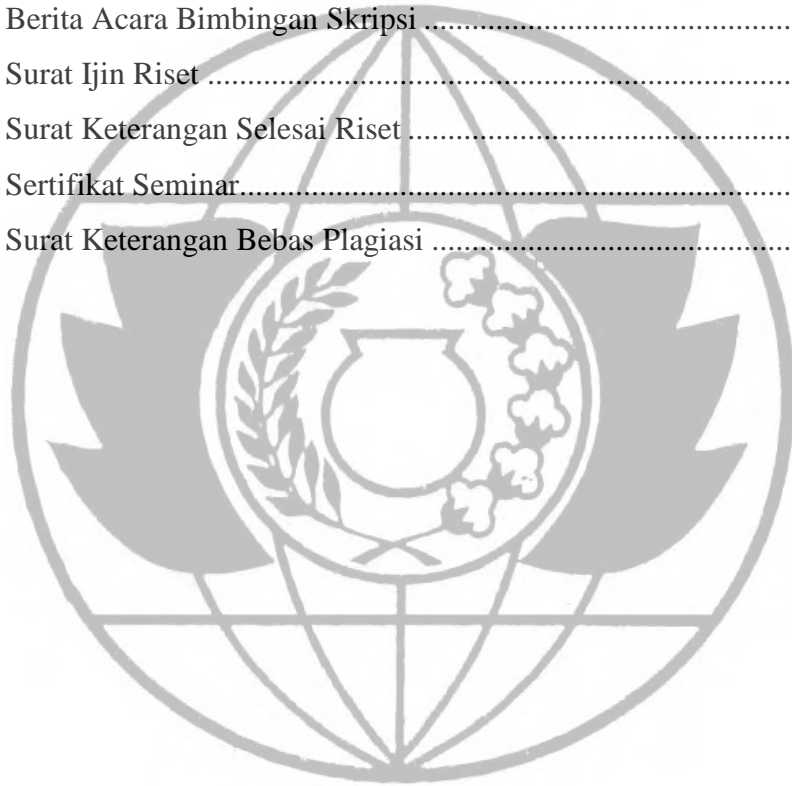 Berita Acara Bimbingan Skripsi ..............................................
Surat Ijin Riset ..........................................................................
Surat Keterangan Selesai Riset ................................................
Sertifikat Seminar......................................................................
Surat Keterangan Bebas Plagiasi .............................................